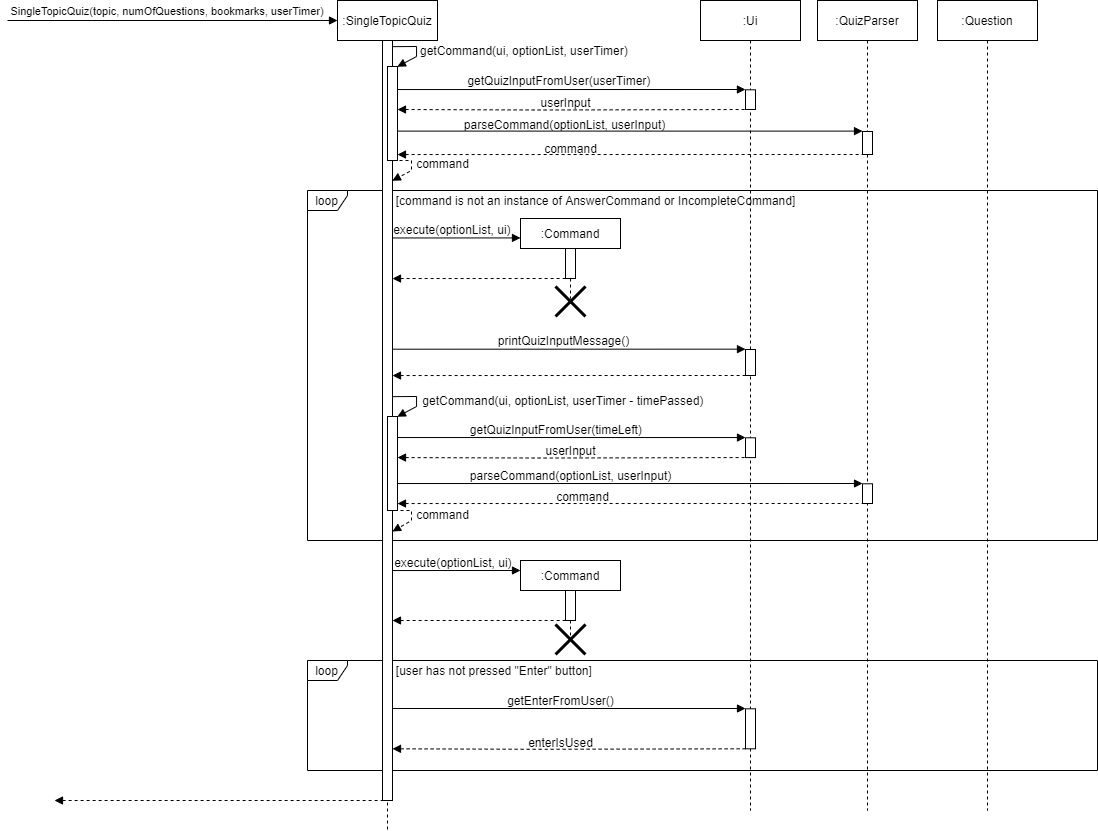 SingleTopicQuiz(topic, numOfQuestions, bookmarks, userTimer)
:SingleTopicQuiz
:Ui
:QuizParser
:Question
getCommand(ui, optionList, userTimer)
getQuizInputFromUser(userTimer)
userInput
parseCommand(optionList, userInput)
command
command
loop
[command is not an instance of AnswerCommand or IncompleteCommand]
execute(optionList, ui)
:Command
printQuizInputMessage()
getCommand(ui, optionList, userTimer - timePassed)
getQuizInputFromUser(timeLeft)
userInput
parseCommand(optionList, userInput)
command
command
execute(optionList, ui)
:Command
loop
[user has not pressed "Enter" button]
getEnterFromUser()
enterIsUsed